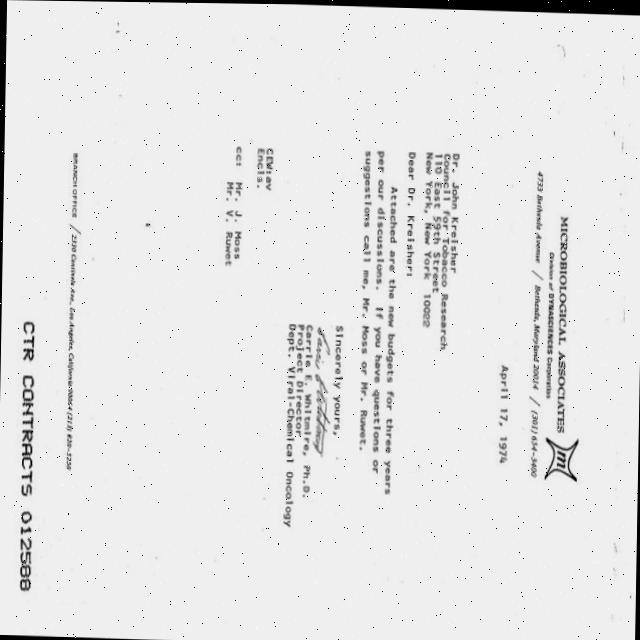 MICROBIOLOGICAL ASSOCIATES
Division of DYNASCIENCES Corporation
4733 Bethesda Avenue / Bethesda, Maryland 20014 / (301) 654-3400
m
April 17, 1974
Dr. John Kreisher
Council for Tobacco Research
110 East 59th Street
New York, New York 10022
Dear Dr. Kreisher:
Attached are the new budgets for three years
per our discussions. If you have questions or
suggestions call me, Mr. Moss or Mr. Ruwet.
Sincerely yours,
Carrie E. Whitmire, Ph.D.
Project Director
Dept. Viral-Chemical Oncology
CEW:av
Encls.
cc: Mr. J. Moss
Mr. V. Ruwet
BRANCH OFFICE / 2330 Centinela Ave., Los Angeles, California 90064 (213) 820-3256
CTR CONTRACTS 012588